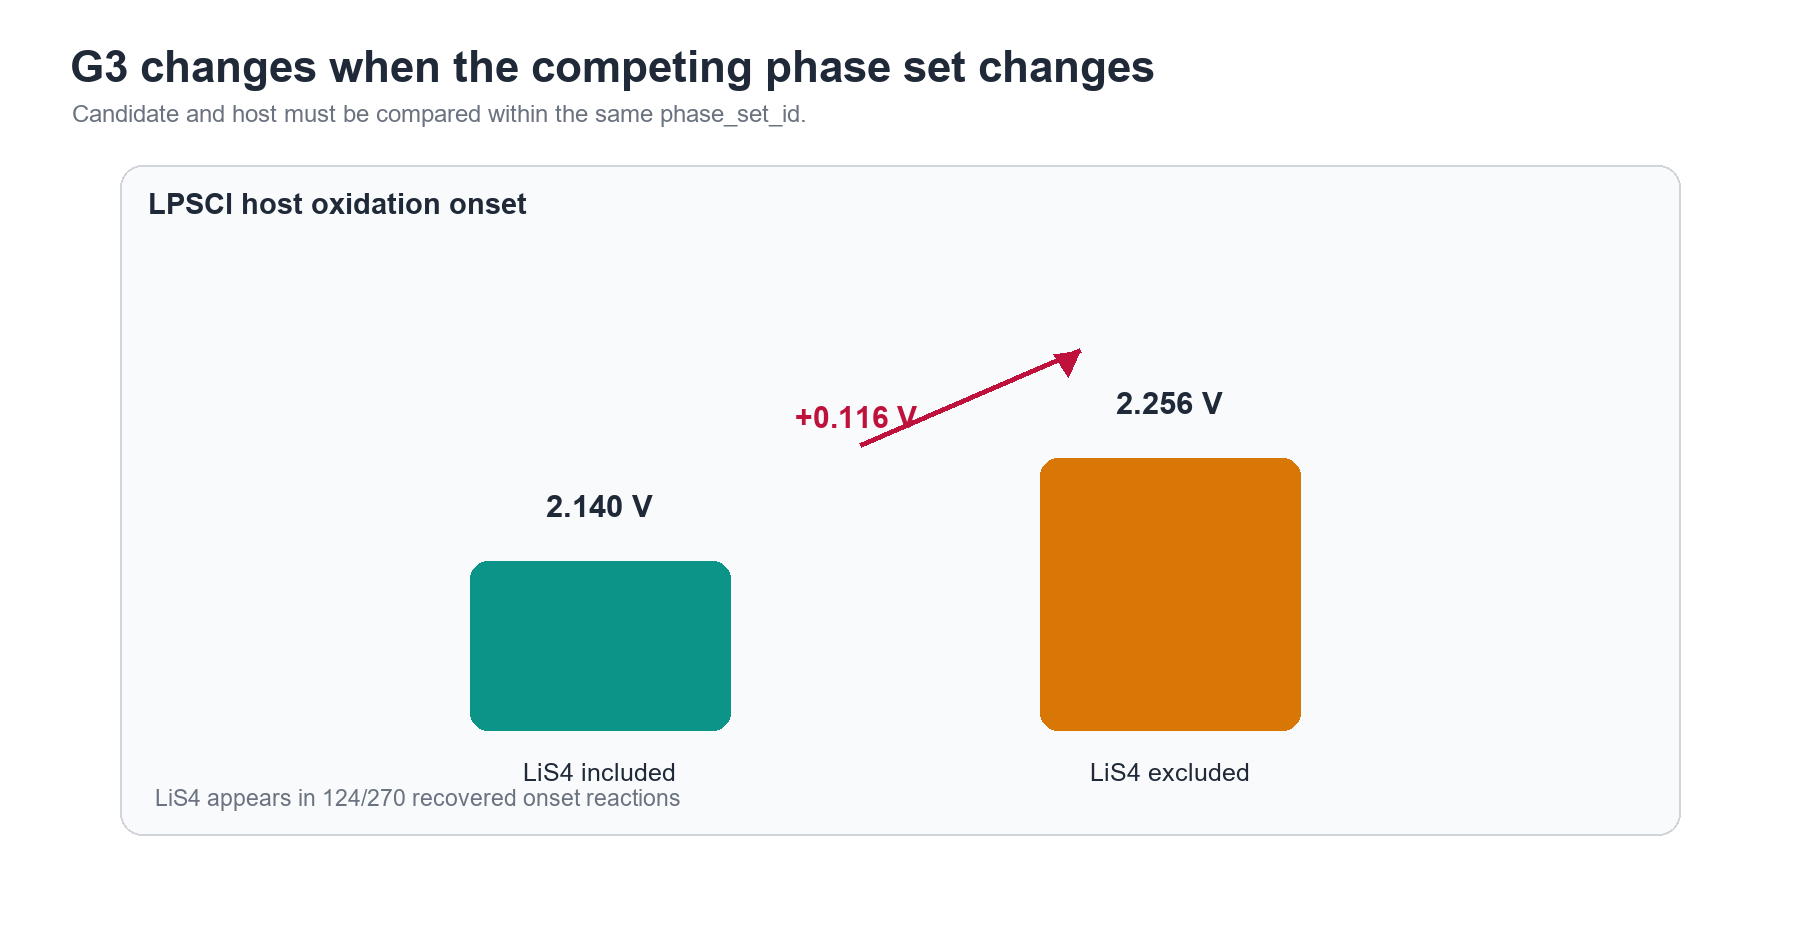 G3 changes when the competing phase set changes
Candidate and host must be compared within the same phase_set_id.
LPSCl host oxidation onset
+0.116 V
2.256 V
2.140 V
LiS4 included
LiS4 excluded
LiS4 appears in 124/270 recovered onset reactions